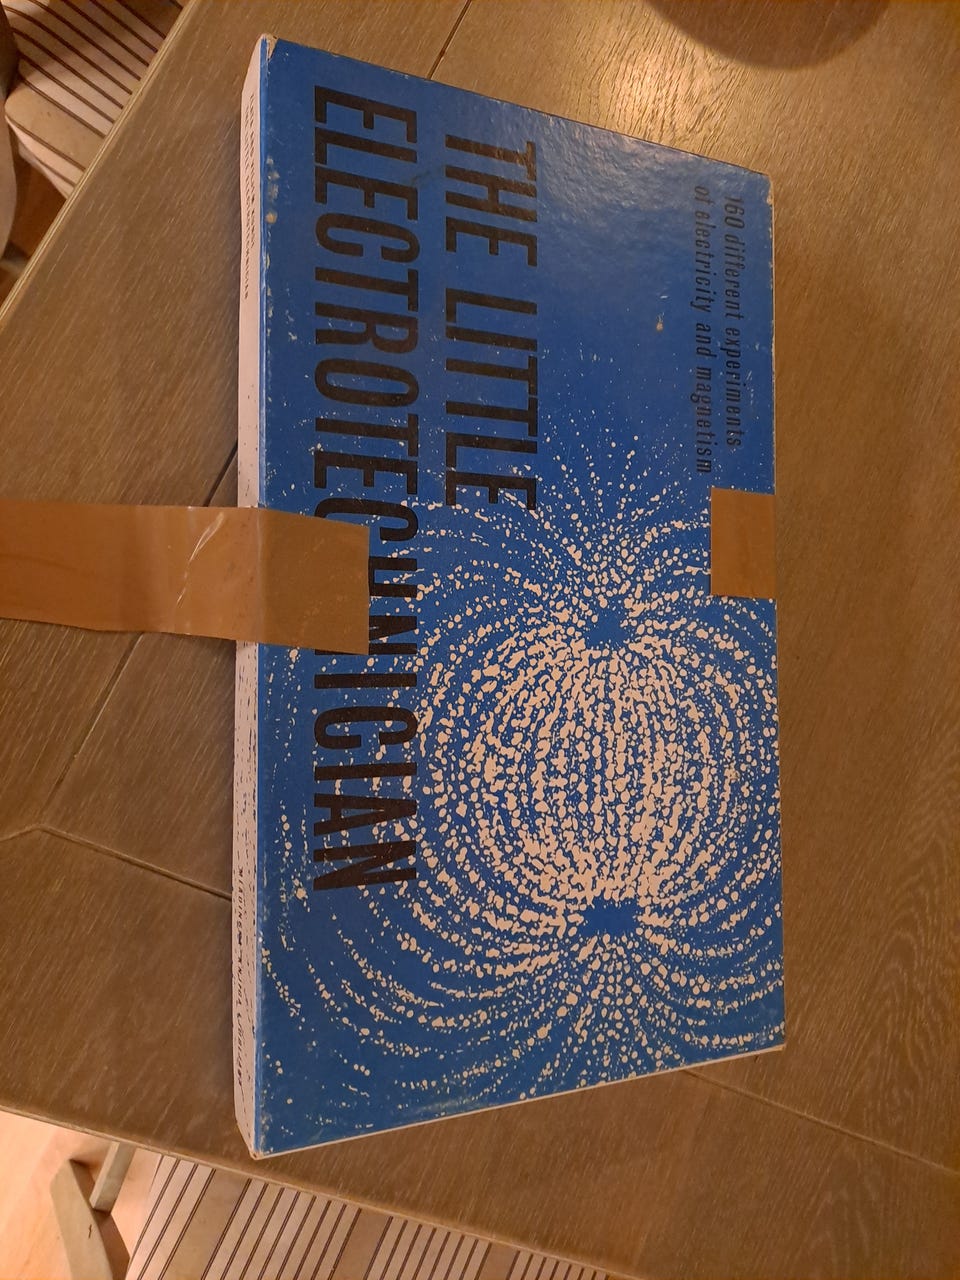 160 different experiments
of electricity and magnetism
THE LITTLE
ELECTROTECHNICIAN